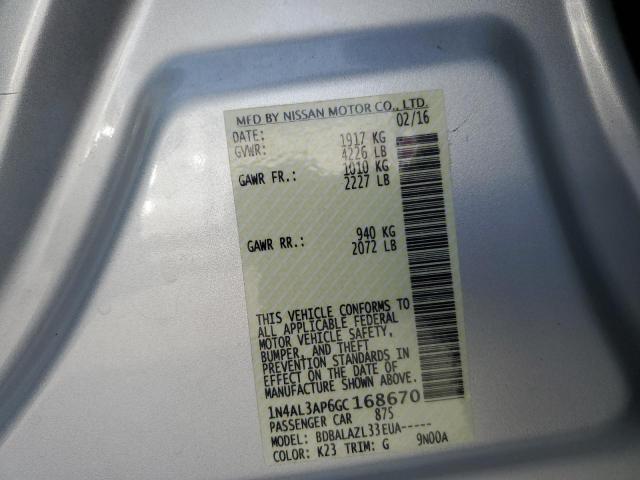 MFD BY NISSAN MOTOR CO., LTD.
DATE: 02/16
GVWR: 1917 KG
4226 LB
GAWR FR.: 1010 KG
2227 LB
GAWR RR.: 940 KG
2072 LB
THIS VEHICLE CONFORMS TO
ALL APPLICABLE FEDERAL
MOTOR VEHICLE SAFETY,
BUMPER, AND THEFT
PREVENTION STANDARDS IN
EFFECT ON THE DATE OF
MANUFACTURE SHOWN ABOVE.
1N4AL3AP6GC168670
PASSENGER CAR 875
MODEL: BDBALAZL33EUA-----
COLOR: K23 TRIM: G 9N00A